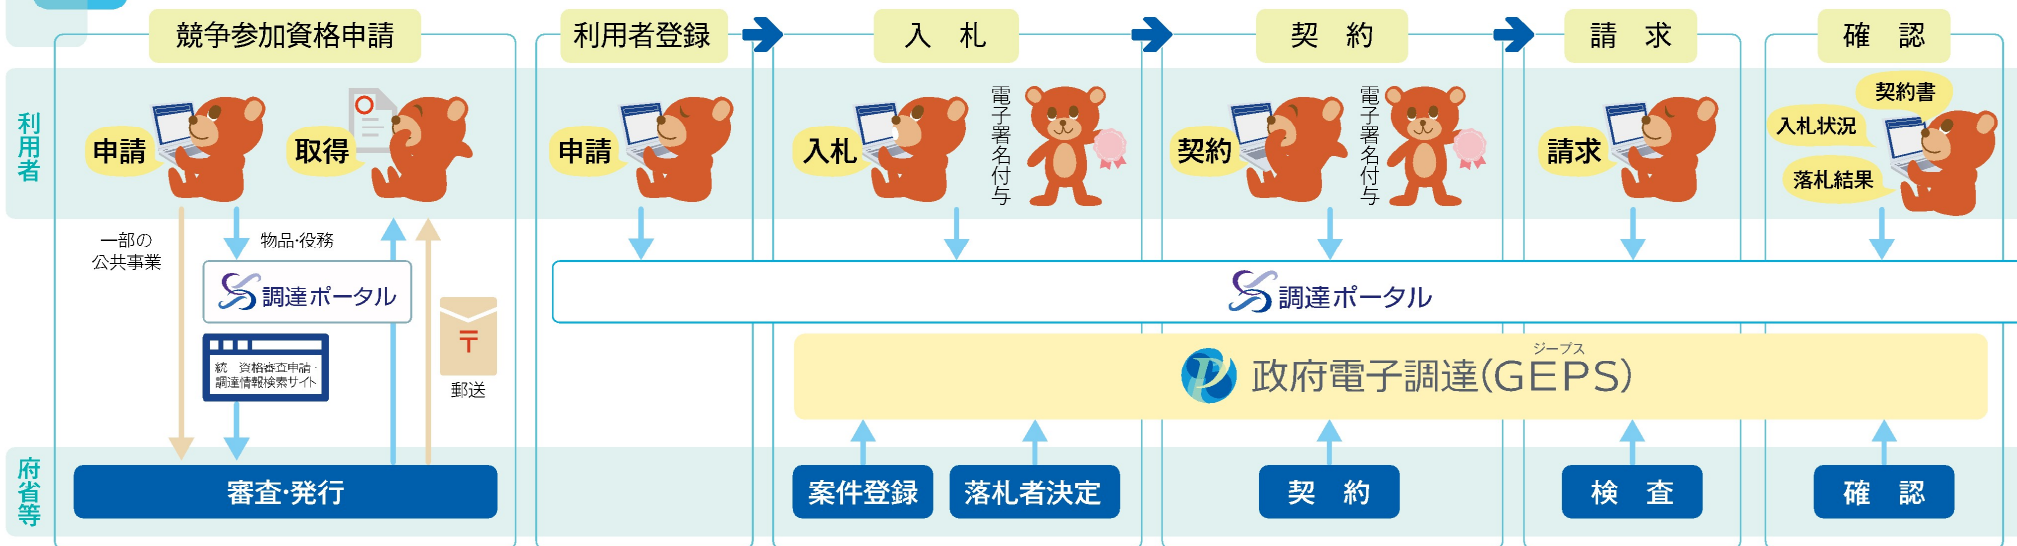 競争参加資格申請
利用者登録
入 札
契 約
請 求
確 認
利用者
申請
取得
申請
入札
電子署名付与
契約
電子署名付与
請求
契約書
入札状況
落札結果
一部の
公共事業
物品・役務
調達ポータル
統 資格審査申請・
調達情報検索サイト
〒
郵送
調達ポータル
ジープス
政府電子調達(GEPS)
府省等
審査・発行
案件登録
落札者決定
契 約
検 査
確 認